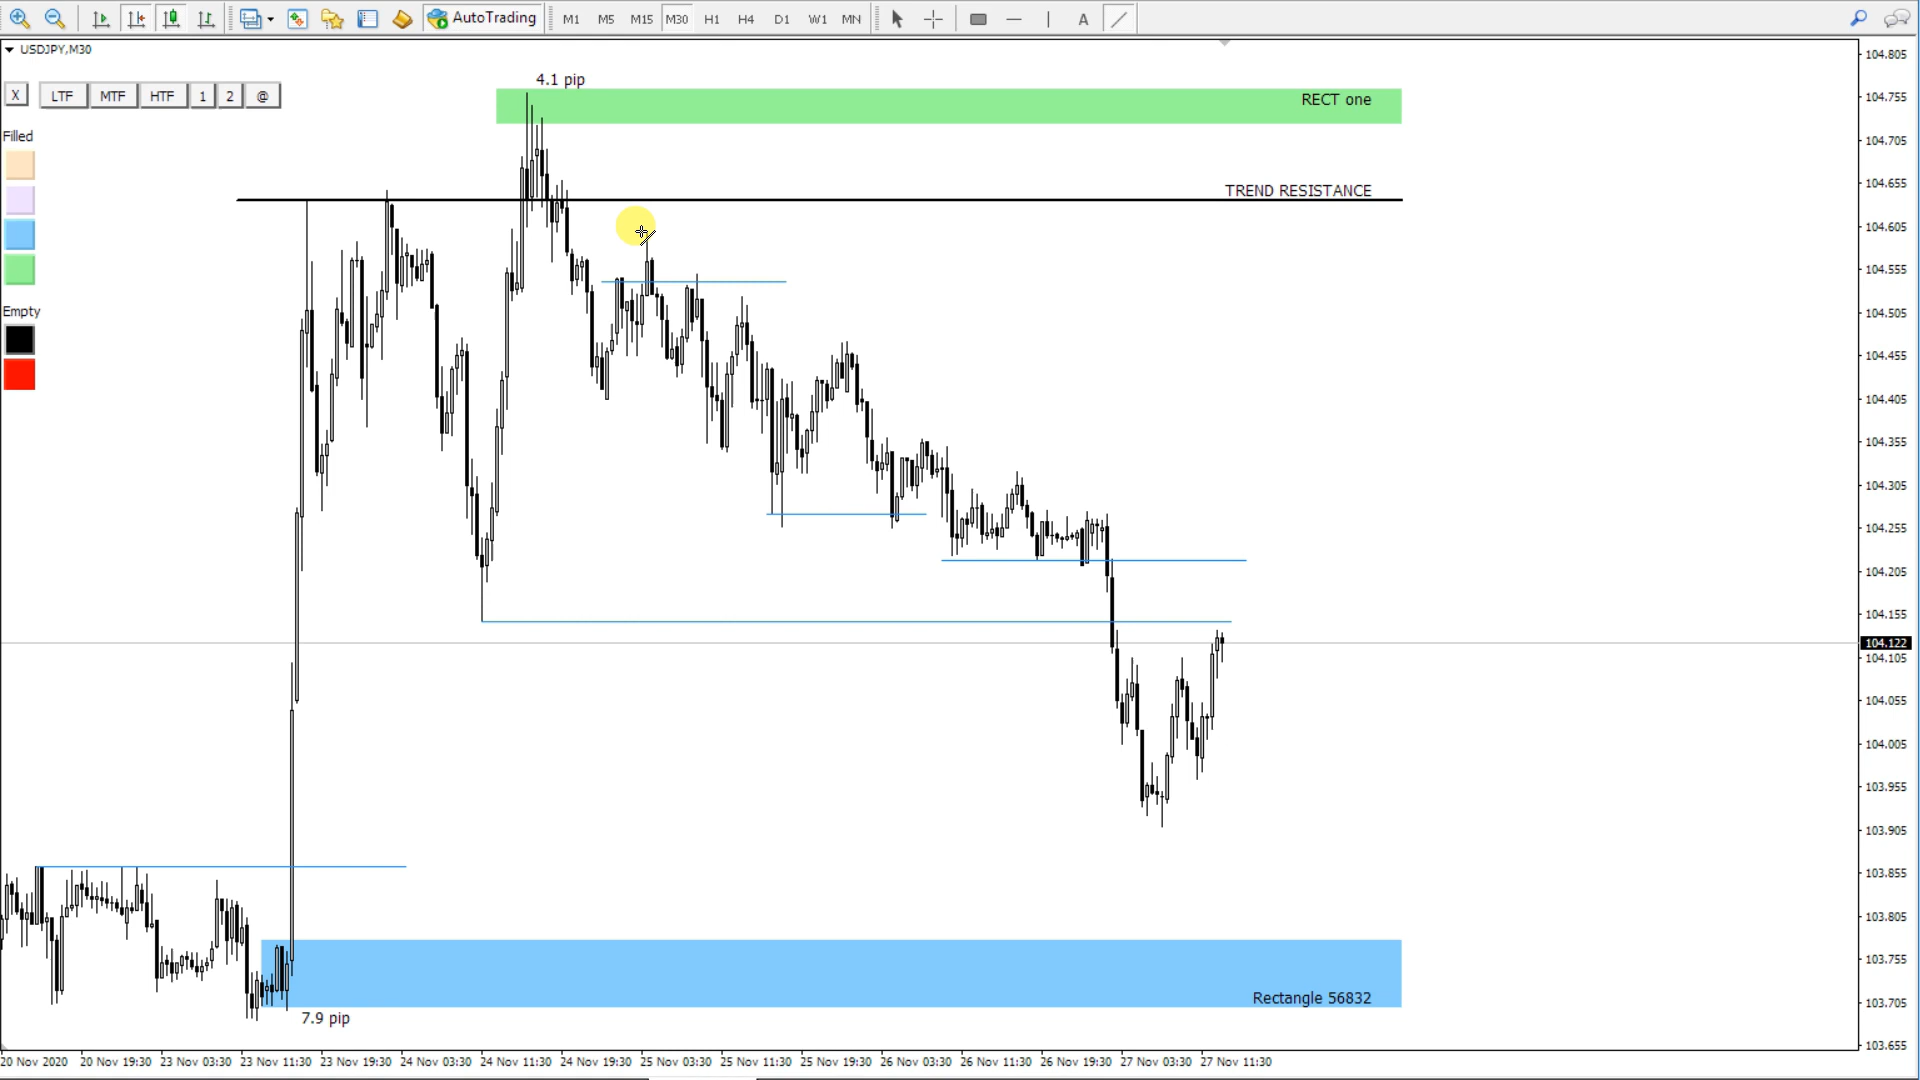 AutoTrading M1 M5 M15 M30 H1 H4 D1 W1 MN A
USDJPY,M30
X LTF MTF HTF 1 2 @
Filled
Empty
4.1 pip
RECT one
TREND RESISTANCE
Rectangle 56832
7.9 pip
104.805
104.755
104.705
104.655
104.605
104.555
104.505
104.455
104.405
104.355
104.305
104.255
104.205
104.155
104.122
104.105
104.055
104.005
103.955
103.905
103.855
103.805
103.755
103.705
103.655
20 Nov 2020 20 Nov 19:30 23 Nov 03:30 23 Nov 11:30 23 Nov 19:30 24 Nov 03:30 24 Nov 11:30 24 Nov 19:30 25 Nov 03:30 25 Nov 11:30 25 Nov 19:30 26 Nov 03:30 26 Nov 11:30 26 Nov 19:30 27 Nov 03:30 27 Nov 11:30